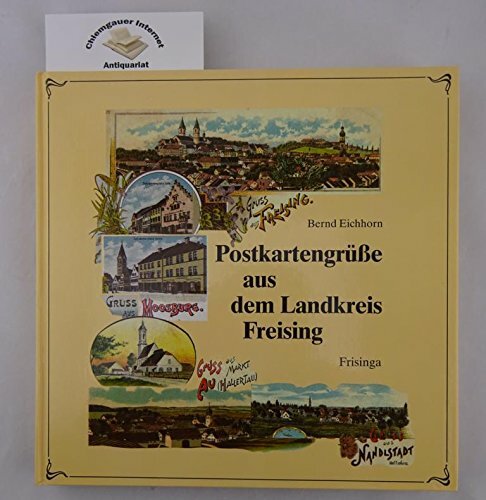 Chiemgauer Internet
Antiquariat
GRUSS
AUS FREISING.
Bernd Eichhorn
Postkartengrüße
aus
dem Landkreis
Freising
Frisinga
GRUSS
AUS MOOSBURG.
GRUSS AUS
MARKT
AU (HALLERTAU)
GRUSS
aus
NANDLSTADT